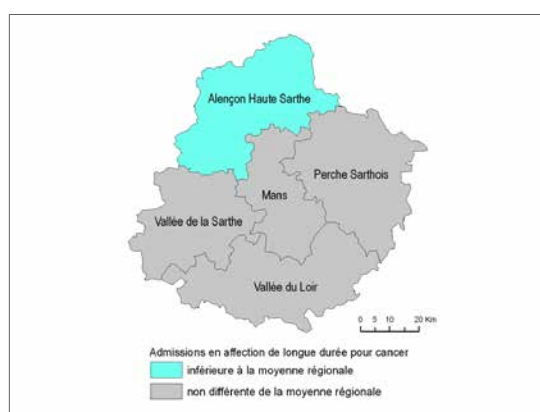 Alençon Haute Sarthe
Perche Sarthois
Mans
Vallée de la Sarthe
Vallée du Loir
0 5 10 20 Km
Admissions en affection de longue durée pour cancer
inférieure à la moyenne régionale
non différente de la moyenne régionale